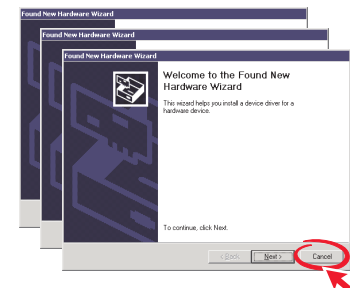 Found New Hardware Wizard
Found New Hardware Wizard
Found New Hardware Wizard
Welcome to the Found New
Hardware Wizard
This wizard helps you install a device driver for a
hardware device.
To continue, click Next.
< Back Next > Cancel